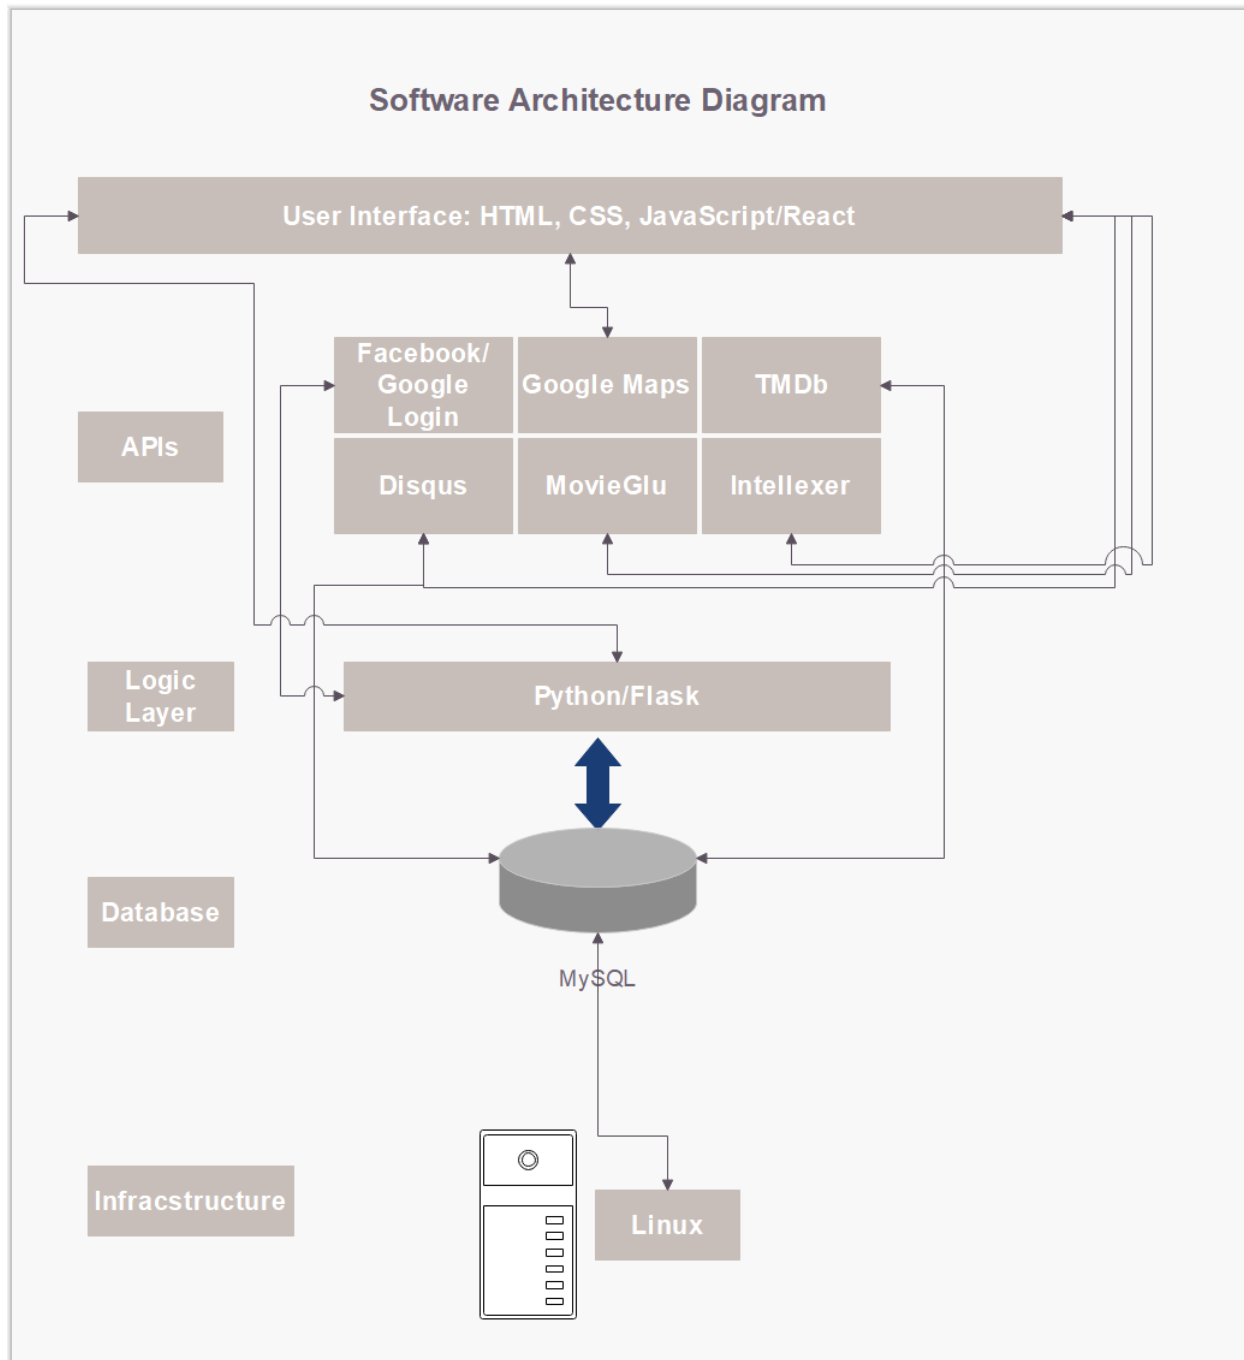 Software Architecture Diagram
User Interface: HTML, CSS, JavaScript/React
Facebook/
Google
Login
Google Maps
TMDb
APIs
Disqus
MovieGlu
Intellexer
Logic
Layer
Python/Flask
Database
MySQL
Infracstructure
Linux